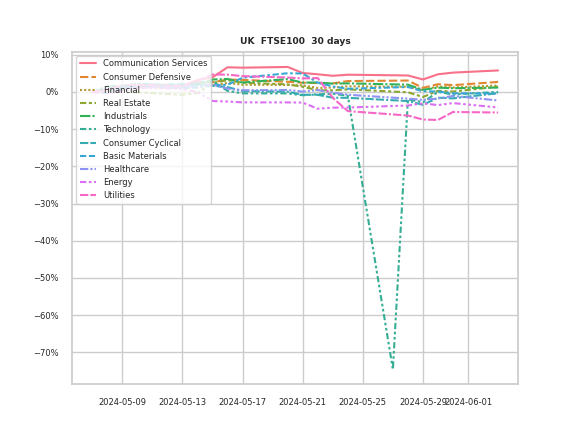 UK FTSE100 30 days
10%
0%
−10%
−20%
−30%
−40%
−50%
−60%
−70%
Communication Services
Consumer Defensive
Financial
Real Estate
Industrials
Technology
Consumer Cyclical
Basic Materials
Healthcare
Energy
Utilities
2024-05-09 2024-05-13 2024-05-17 2024-05-21 2024-05-25 2024-05-29 2024-06-01